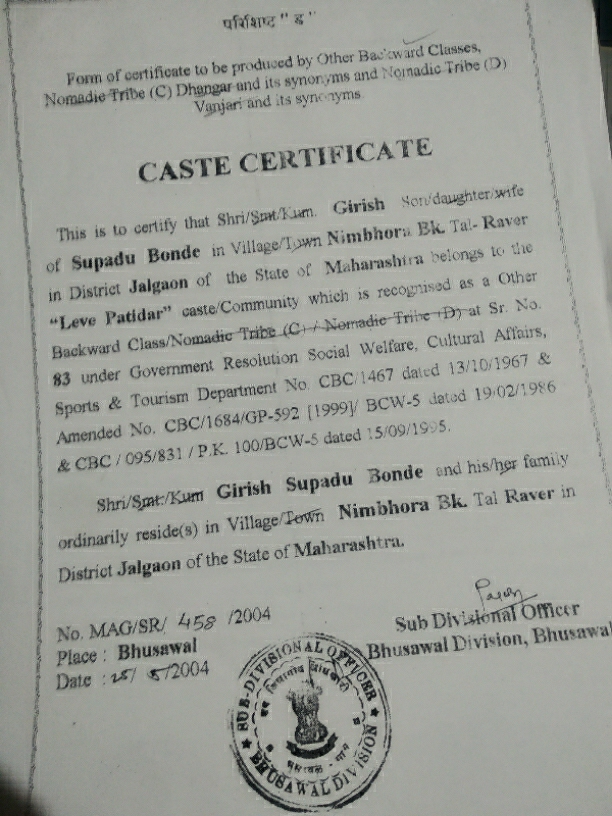 परिशिष्ट " ड "
Form of certificate to be produced by Other Backward Classes,
Nomadic Tribe (C) Dhangar and its synonyms and Nomadic Tribe (D)
Vanjari and its synonyms
CASTE CERTIFICATE
This is to certify that Shri/Smt/Kum. Girish Son/daughter/wife
of Supadu Bonde in Village/Town Nimbhora Bk. Tal- Raver
in District Jalgaon of the State of Maharashtra belongs to the
“Leve Patidar” caste/Community which is recognised as a Other
Backward Class/Nomadic Tribe (C) / Nomadic Tribe (D) at Sr. No.
83 under Government Resolution Social Welfare, Cultural Affairs,
Sports & Tourism Department No. CBC/1467 dated 13/10/1967 &
Amended No. CBC/1684/GP-592 [1999]/ BCW-5 dated 19/02/1986
& CBC / 095/831 / P.K. 100/BCW-5 dated 15/09/1995.
Shri/Smt:/Kum Girish Supadu Bonde and his/her family
ordinarily reside(s) in Village/Town Nimbhora Bk. Tal Raver in
District Jalgaon of the State of Maharashtra.
No. MAG/SR/ 458 /2004
Place : Bhusawal
Date : 25/ 5/2004
Sub Divisional Officer
Bhusawal Division, Bhusawal
SUB-DIVISIONAL OFFICER
BHUSAWAL DIVISION